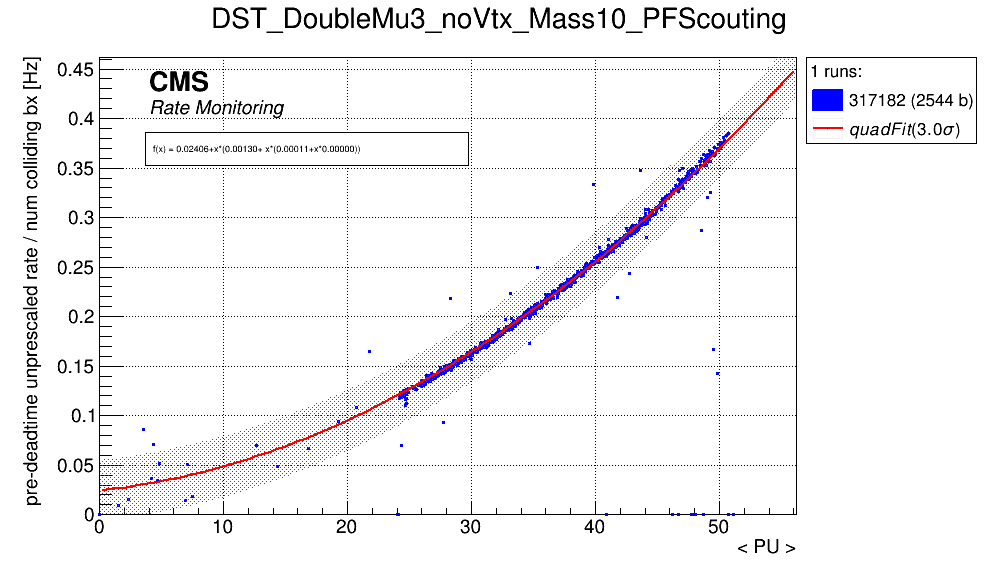 DST_DoubleMu3_noVtx_Mass10_PFScouting
pre-deadtime unprescaled rate / num colliding bx [Hz]
0.45
0.4
0.35
0.3
0.25
0.2
0.15
0.1
0.05
0
CMS
Rate Monitoring
f(x) = 0.02406+x*(0.00130+ x*(0.00011+x*0.00000))
1 runs:
317182 (2544 b)
quadFit(3.0σ)
0 10 20 30 40 50
< PU >